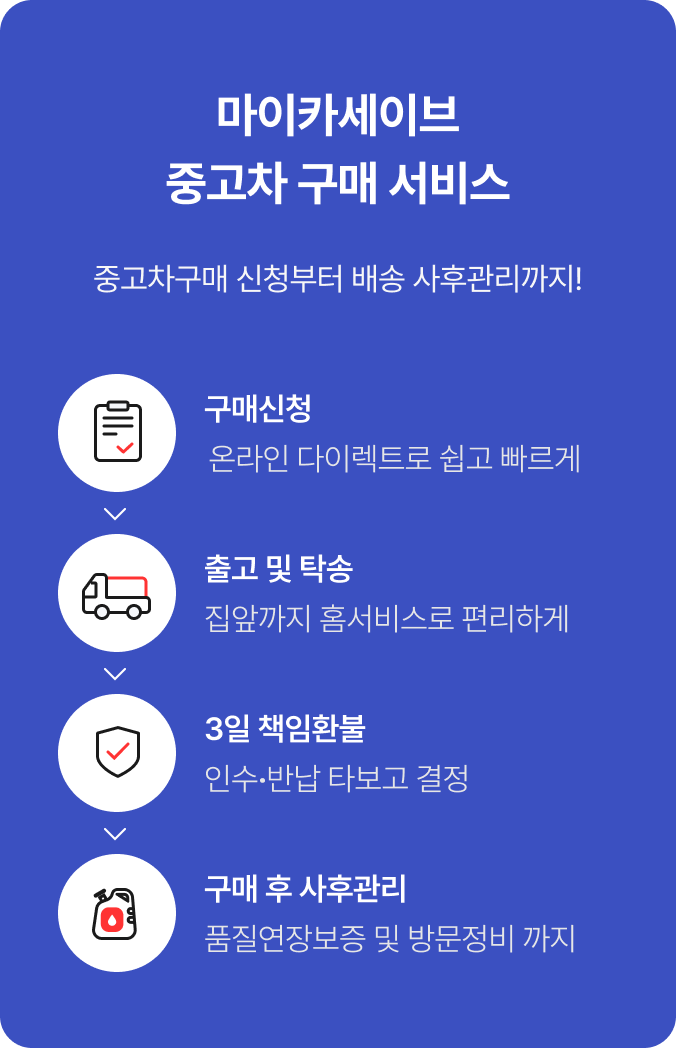 마이카세이브
중고차 구매 서비스
중고차구매 신청부터 배송 사후관리까지!
구매신청
온라인 다이렉트로 쉽고 빠르게
출고 및 탁송
집앞까지 홈서비스로 편리하게
3일 책임환불
인수•반납 타보고 결정
구매 후 사후관리
품질연장보증 및 방문정비 까지